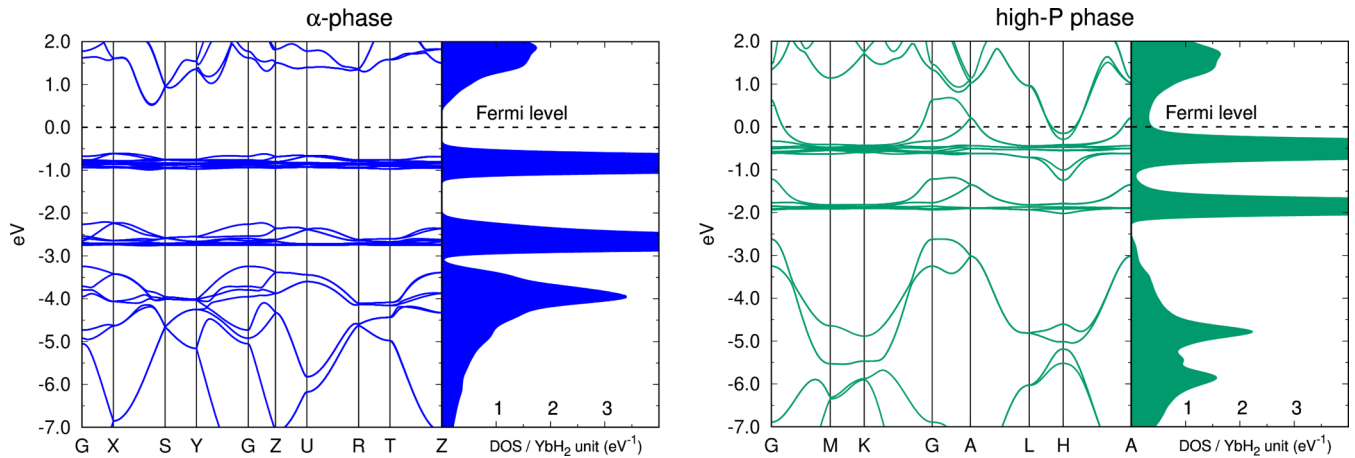 α-phase
2.0
1.0
0.0
-1.0
-2.0
-3.0
-4.0
-5.0
-6.0
-7.0
eV
Fermi level
1 2 3
G X S Y G Z U R T Z
DOS / YbH₂ unit (eV⁻¹)
high-P phase
2.0
1.0
0.0
-1.0
-2.0
-3.0
-4.0
-5.0
-6.0
-7.0
eV
Fermi level
1 2 3
G M K G A L H A
DOS / YbH₂ unit (eV⁻¹)